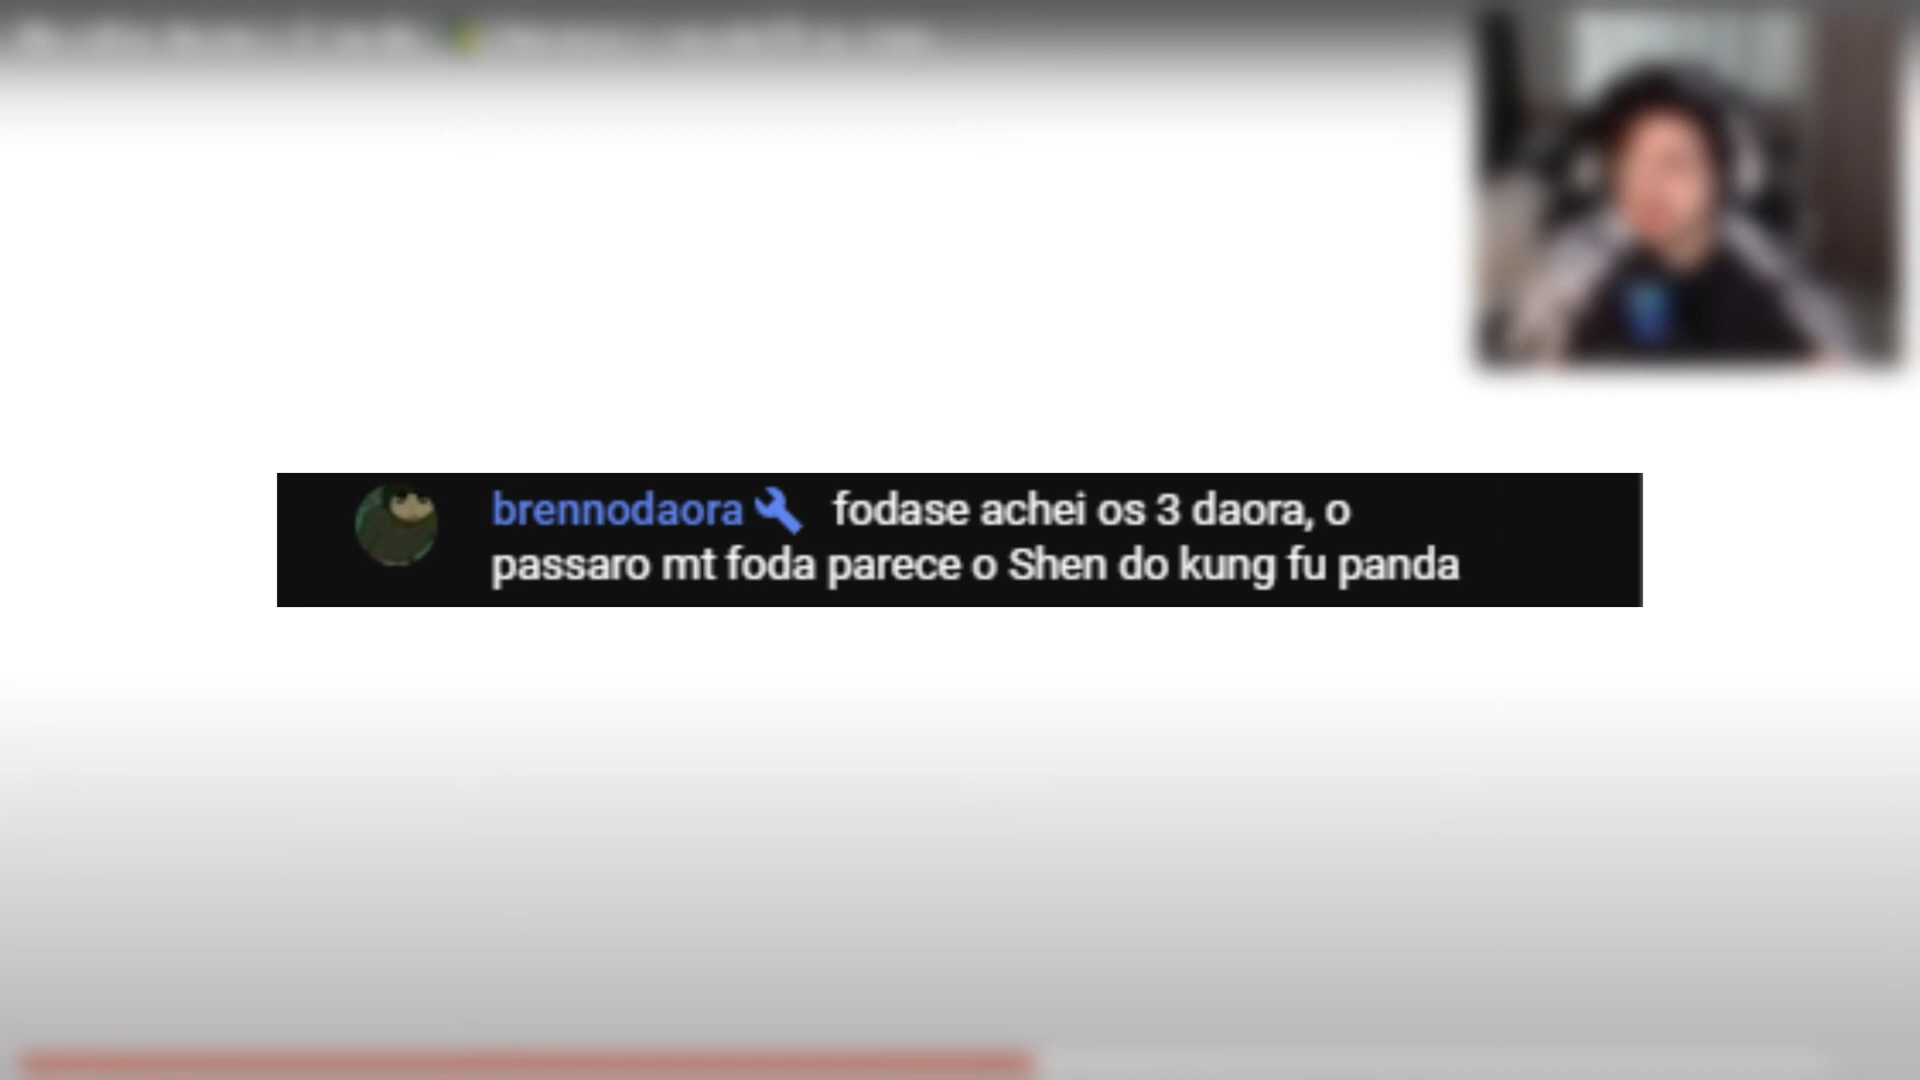 brennodaora fodase achei os 3 daora, o
passaro mt foda parece o Shen do kung fu panda